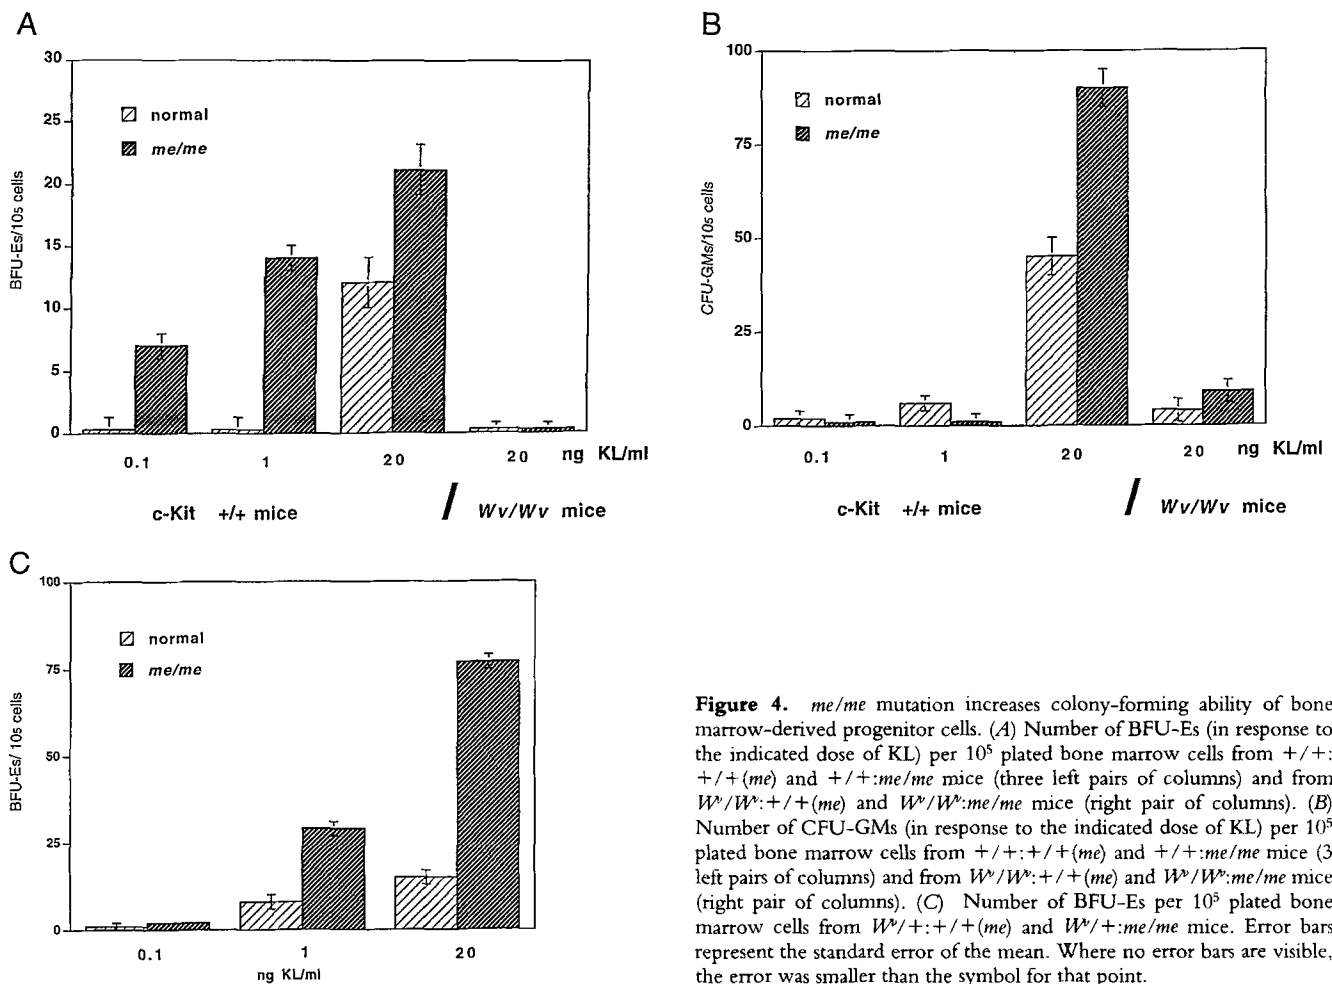 A
30
25
20
15
10
5
0
BFU-Es/105 cells
normal
me/me
0.1 1 20 20 ng KL/ml
c-Kit +/+ mice / Wv/Wv mice
B
100
75
50
25
0
CFU-GMs/105 cells
normal
me/me
0.1 1 20 20 ng KL/ml
c-Kit +/+ mice / Wv/Wv mice
C
100
75
50
25
0
BFU-Es/ 105 cells
normal
me/me
0.1 1 20
ng KL/ml
Figure 4. me/me mutation increases colony-forming ability of bone
marrow-derived progenitor cells. (A) Number of BFU-Es (in response to
the indicated dose of KL) per 10⁵ plated bone marrow cells from +/+:
+/+(me) and +/+:me/me mice (three left pairs of columns) and from
Wᵛ/Wᵛ:+/+(me) and Wᵛ/Wᵛ:me/me mice (right pair of columns). (B)
Number of CFU-GMs (in response to the indicated dose of KL) per 10⁵
plated bone marrow cells from +/+:+/+(me) and +/+:me/me mice (3
left pairs of columns) and from Wᵛ/Wᵛ:+/+(me) and Wᵛ/Wᵛ:me/me mice
(right pair of columns). (C) Number of BFU-Es per 10⁵ plated bone
marrow cells from Wᵛ/+:+/+(me) and Wᵛ/+:me/me mice. Error bars
represent the standard error of the mean. Where no error bars are visible,
the error was smaller than the symbol for that point.